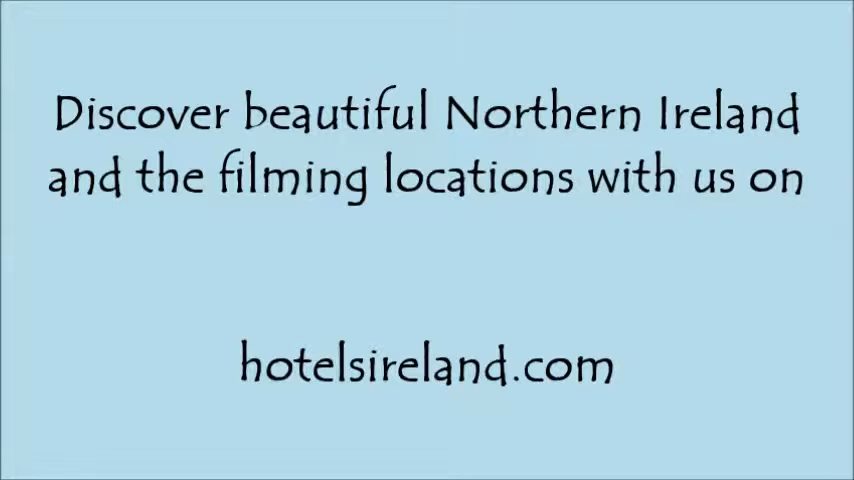 Discover beautiful Northern Ireland
and the filming locations with us on
hotelsireland.com